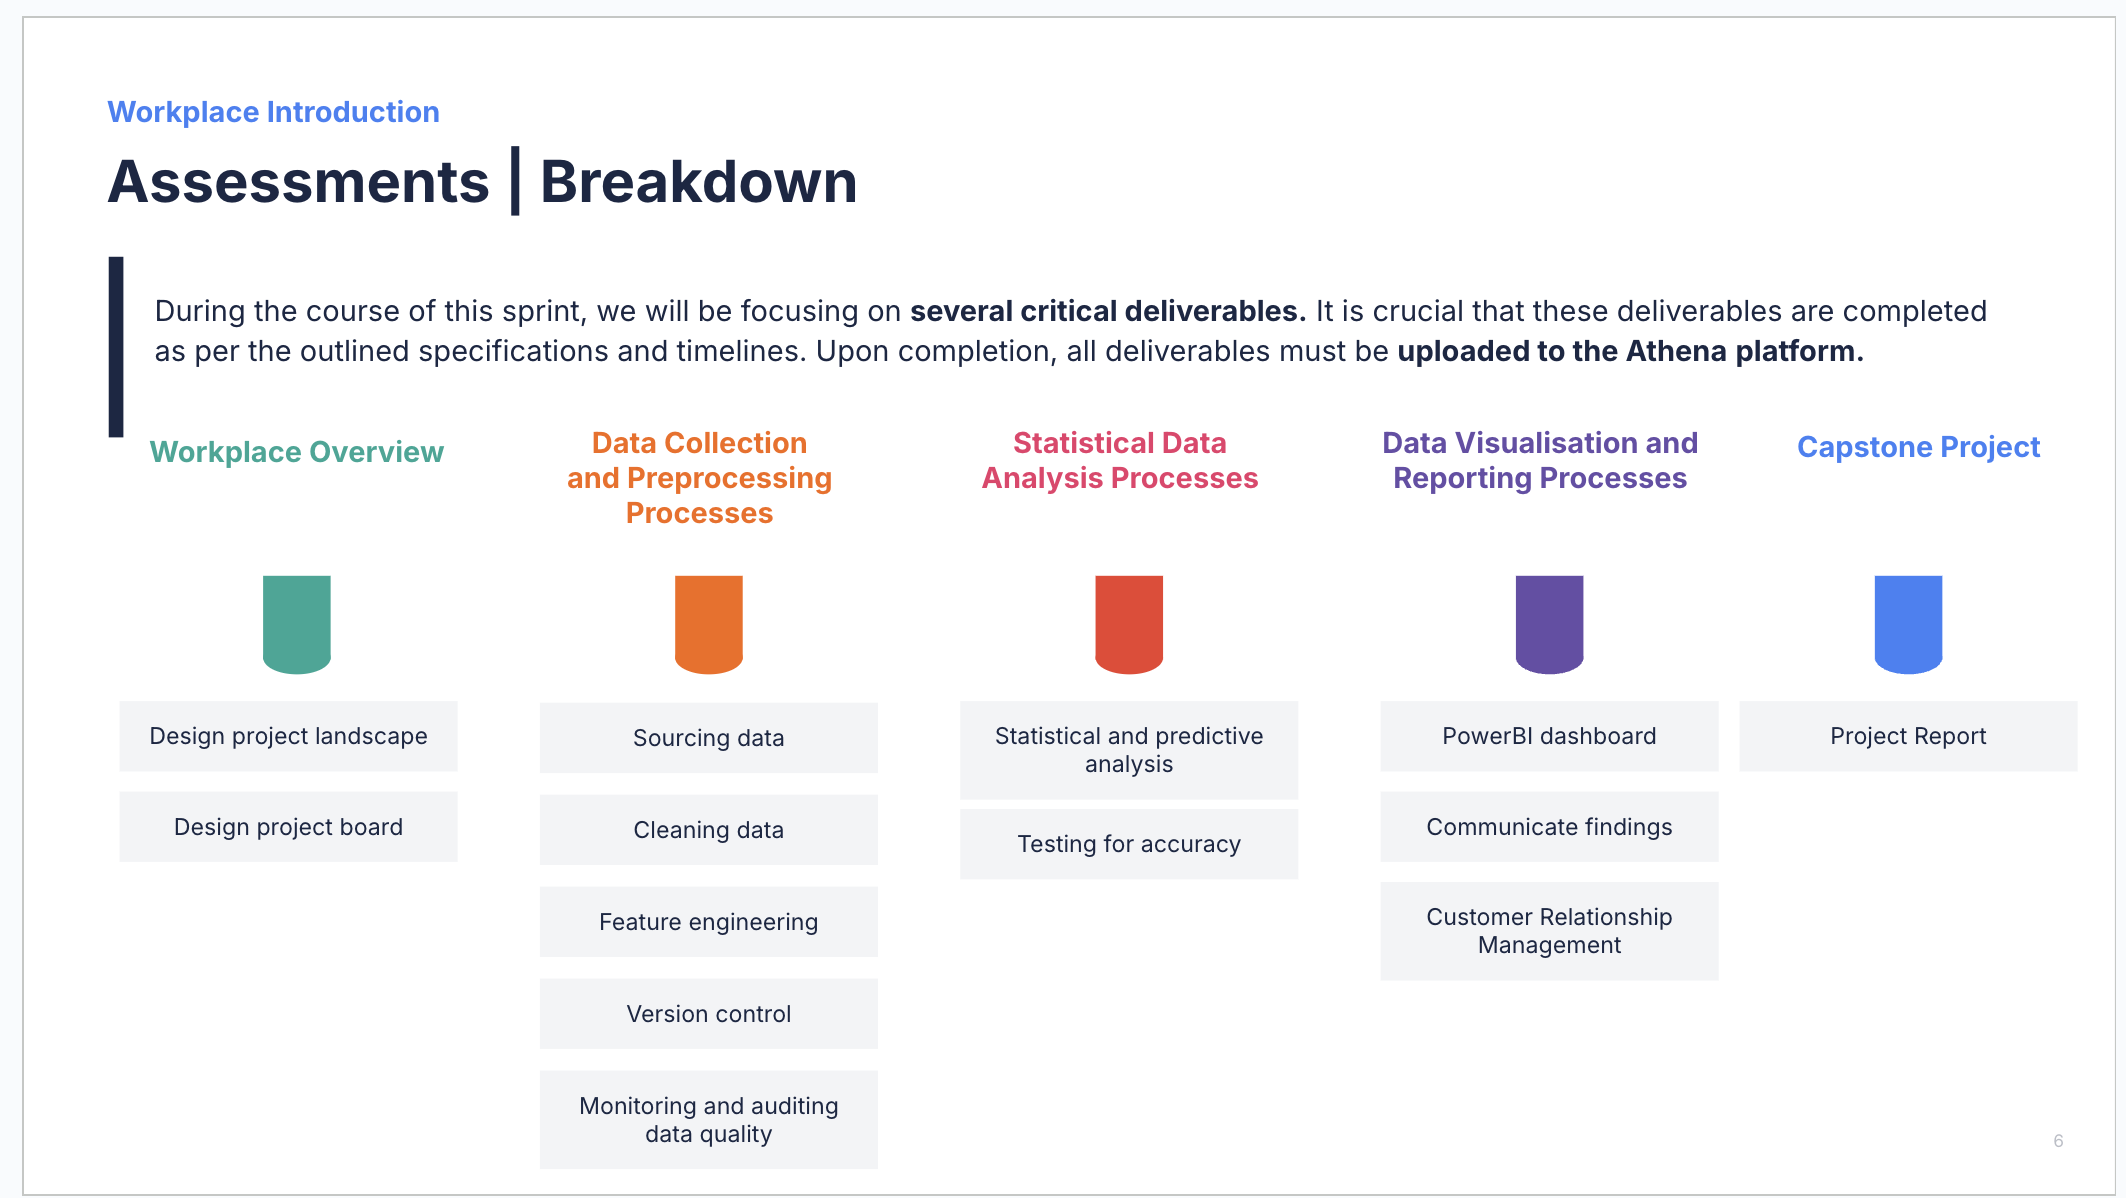 Workplace Introduction
Assessments | Breakdown
During the course of this sprint, we will be focusing on several critical deliverables. It is crucial that these deliverables are completed
as per the outlined specifications and timelines. Upon completion, all deliverables must be uploaded to the Athena platform.
Workplace Overview
Design project landscape
Design project board
Data Collection
and Preprocessing
Processes
Sourcing data
Cleaning data
Feature engineering
Version control
Monitoring and auditing
data quality
Statistical Data
Analysis Processes
Statistical and predictive
analysis
Testing for accuracy
Data Visualisation and
Reporting Processes
PowerBI dashboard
Communicate findings
Customer Relationship
Management
Capstone Project
Project Report
6